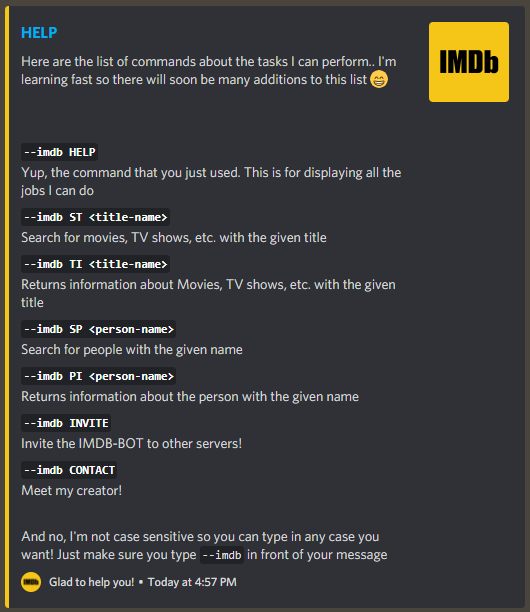 HELP
IMDb
Here are the list of commands about the tasks I can perform.. I'm
learning fast so there will soon be many additions to this list 😄
--imdb HELP
Yup, the command that you just used. This is for displaying all the
jobs I can do
--imdb ST <title-name>
Search for movies, TV shows, etc. with the given title
--imdb TI <title-name>
Returns information about Movies, TV shows, etc. with the given
title
--imdb SP <person-name>
Search for people with the given name
--imdb PI <person-name>
Returns information about the person with the given name
--imdb INVITE
Invite the IMDB-BOT to other servers!
--imdb CONTACT
Meet my creator!
And no, I'm not case sensitive so you can type in any case you
want! Just make sure you type --imdb in front of your message
IMDb Glad to help you! • Today at 4:57 PM